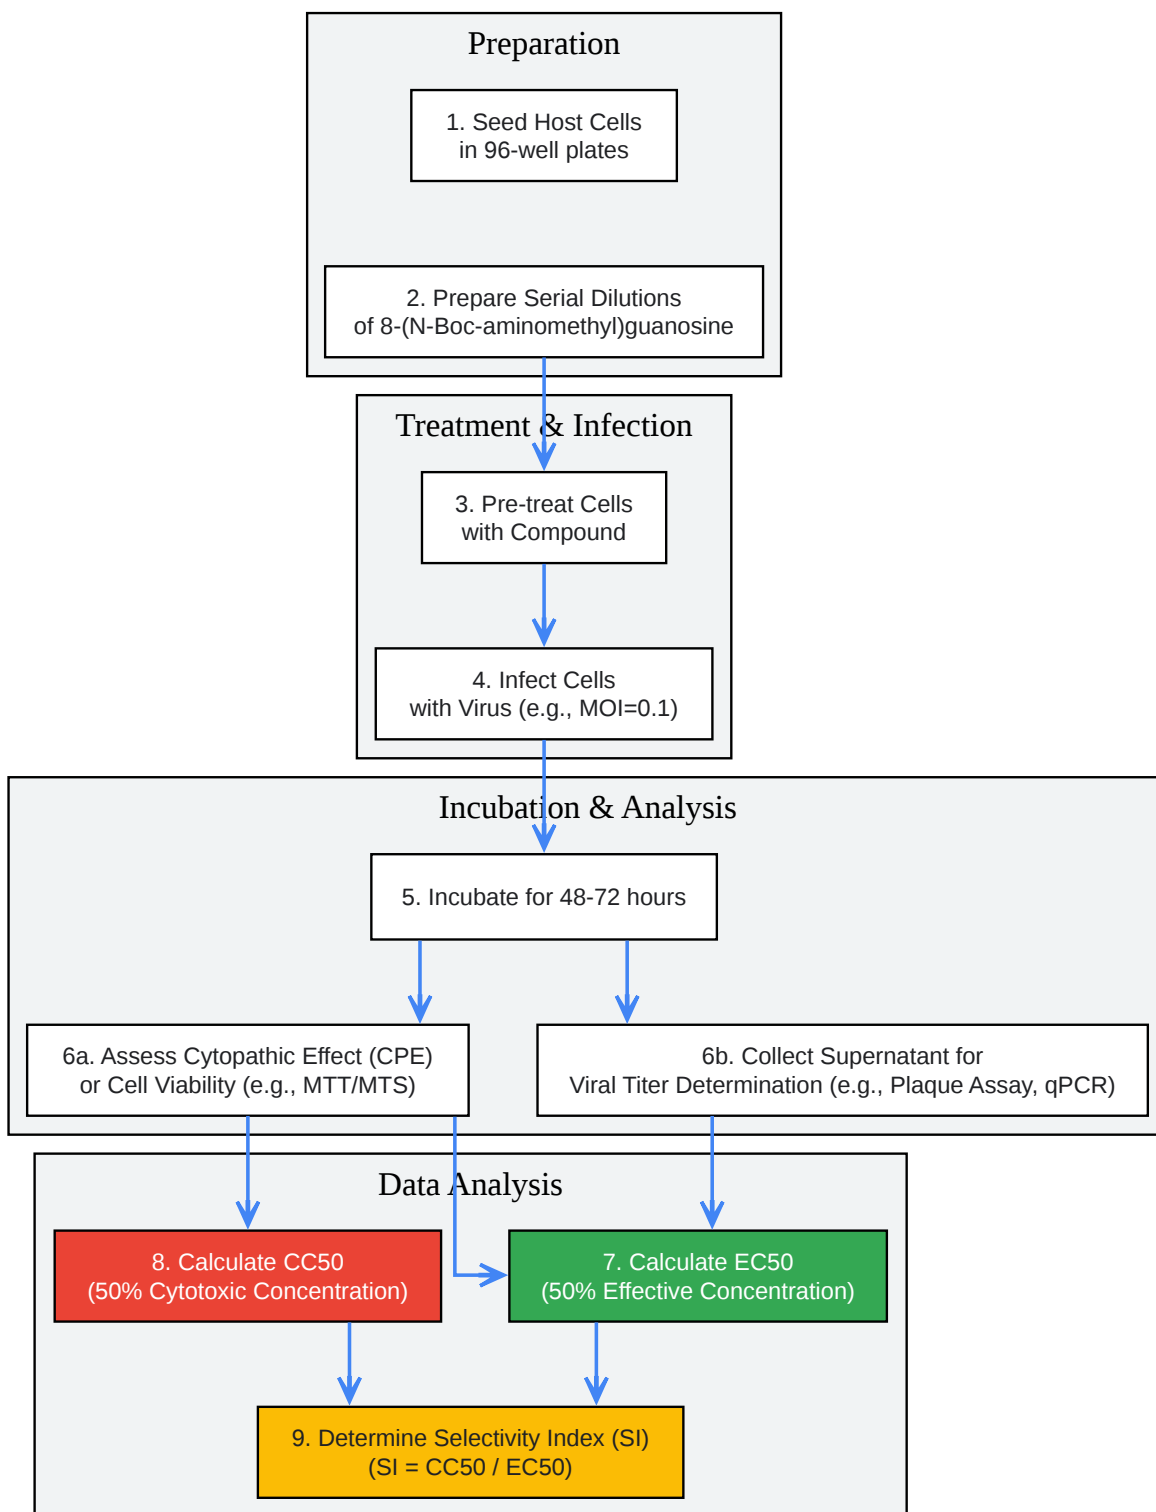 Preparation
1. Seed Host Cells
in 96-well plates
2. Prepare Serial Dilutions
of 8-(N-Boc-aminomethyl)guanosine
Treatment & Infection
3. Pre-treat Cells
with Compound
4. Infect Cells
with Virus (e.g., MOI=0.1)
Incubation & Analysis
5. Incubate for 48-72 hours
6a. Assess Cytopathic Effect (CPE)
or Cell Viability (e.g., MTT/MTS)
6b. Collect Supernatant for
Viral Titer Determination (e.g., Plaque Assay, qPCR)
Data Analysis
8. Calculate CC50
(50% Cytotoxic Concentration)
7. Calculate EC50
(50% Effective Concentration)
9. Determine Selectivity Index (SI)
(SI = CC50 / EC50)